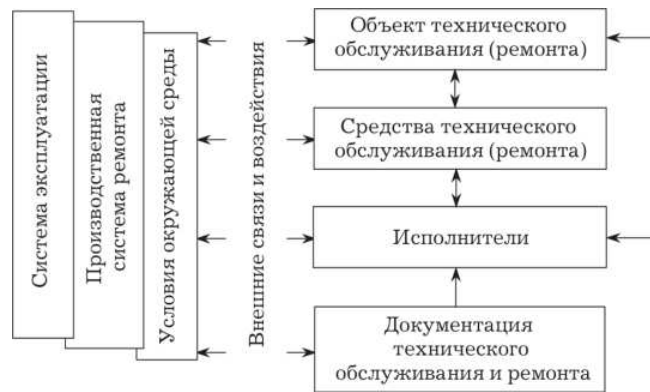 Система эксплуатации
Производственная
система ремонта
Условия окружающей среды
Внешние связи и воздействия
Объект технического
обслуживания (ремонта)
Средства технического
обслуживания (ремонта)
Исполнители
Документация
технического
обслуживания и ремонта